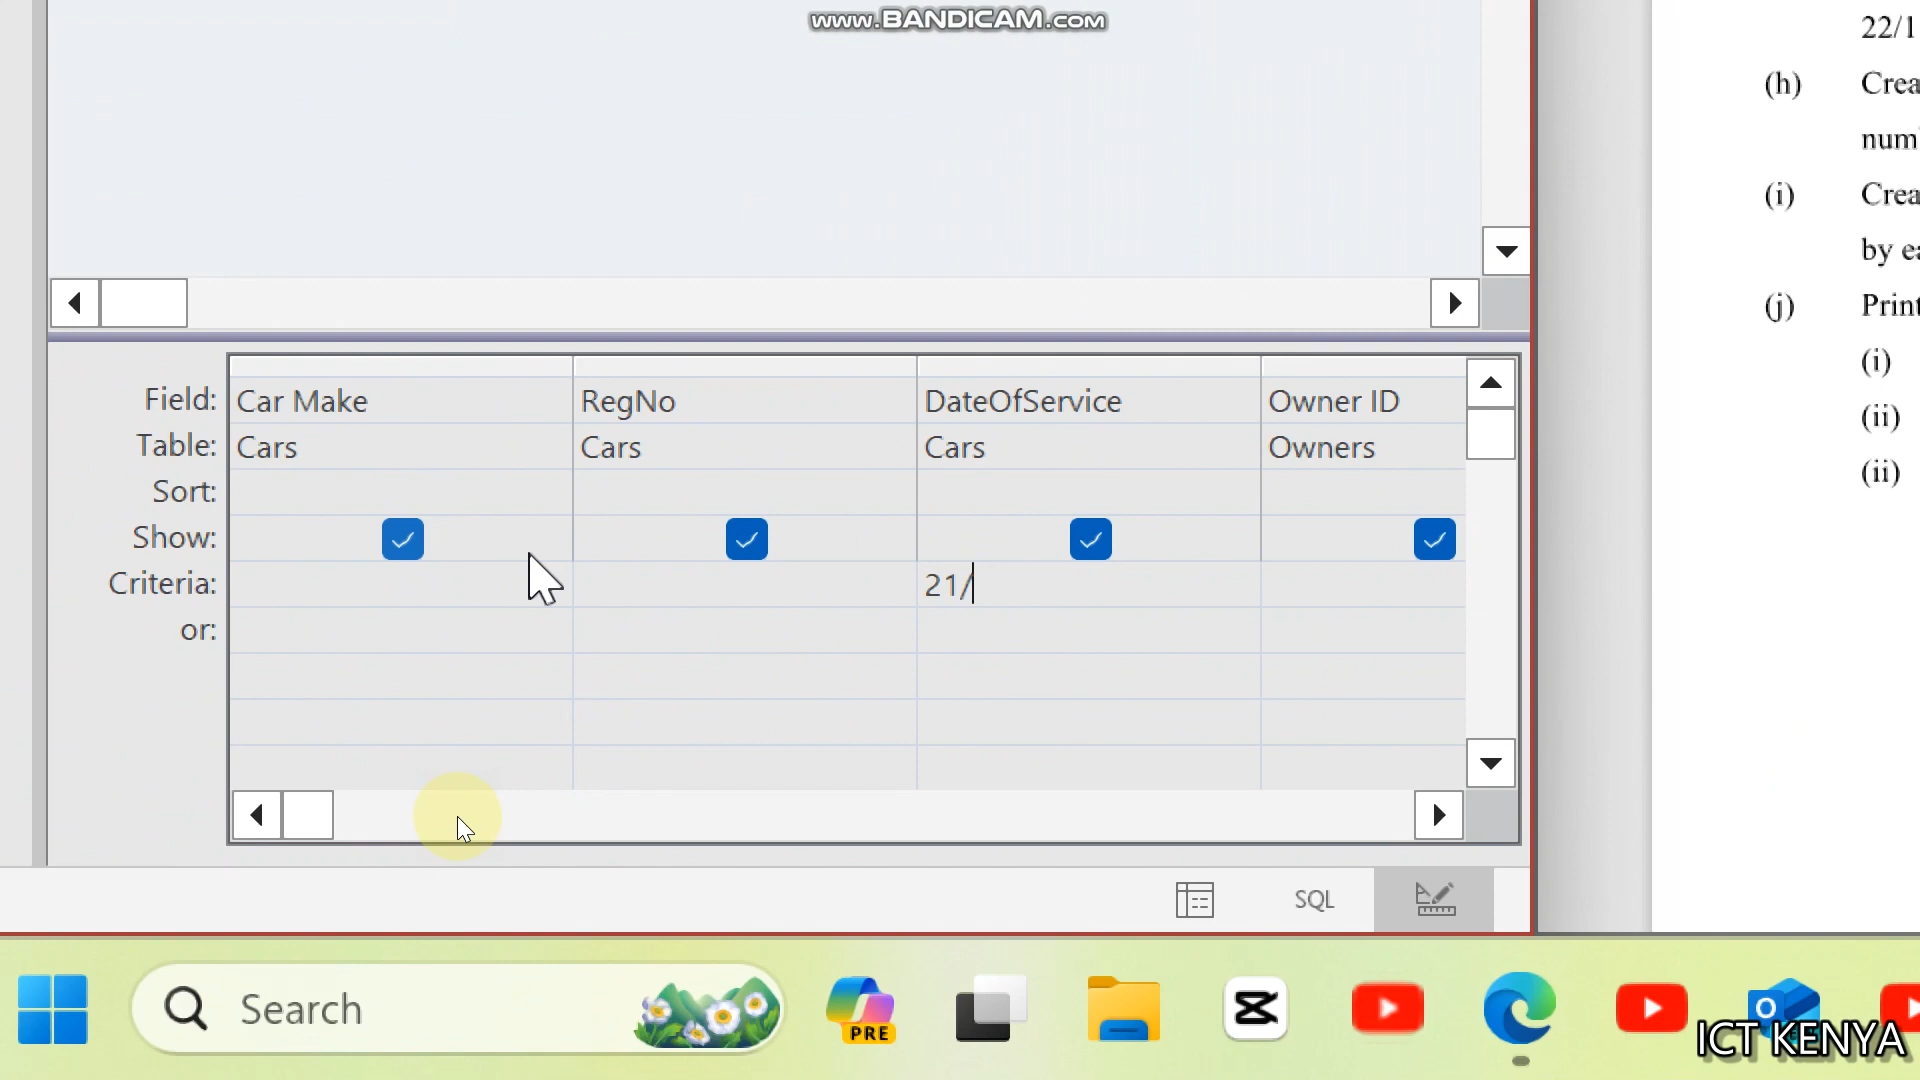 www.BANDICAM.com
22/1
(h) Crea
num
(i) Crea
by ea
(j) Print
(i)
(ii)
(ii)
Field: Car Make RegNo DateOfService Owner ID
Table: Cars Cars Cars Owners
Sort:
Show:
Criteria: 21/
or:
SQL
Search
PRE
ICT KENYA